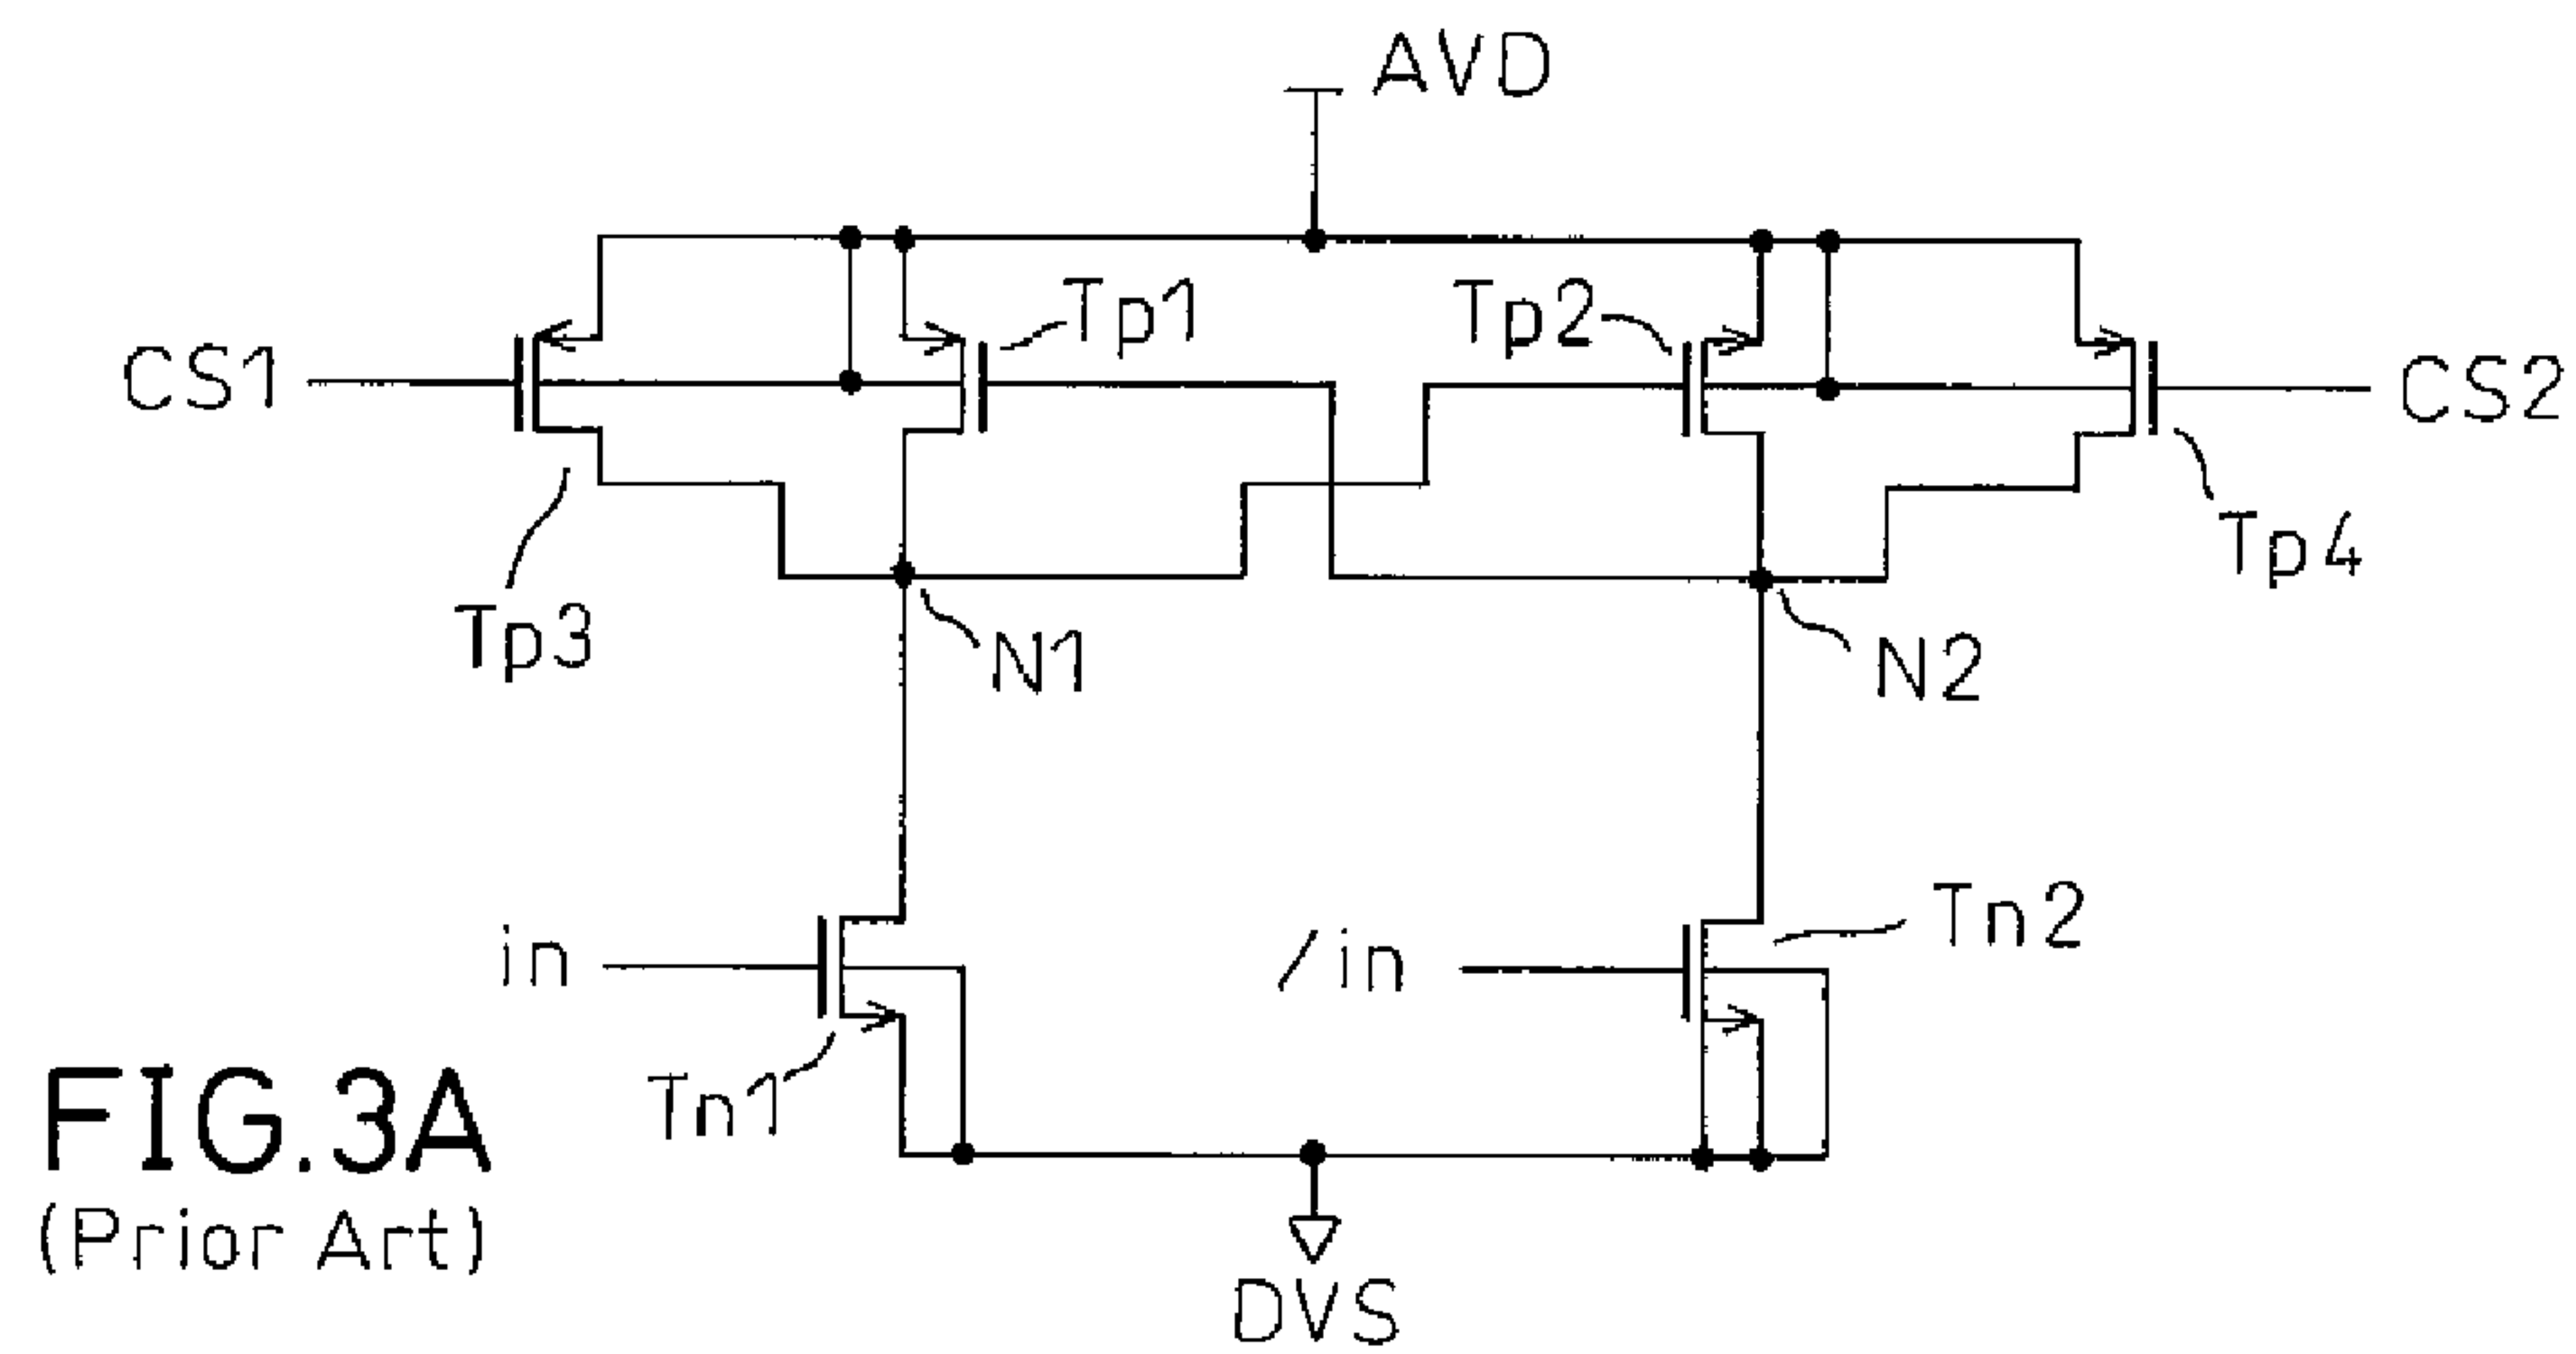 AVD
Tp1
Tp2
CS1
CS2
Tp4
Tp3
N1
N2
Tn2
in
/in
Tn1
FIG.3A
(Prior Art)
DVS